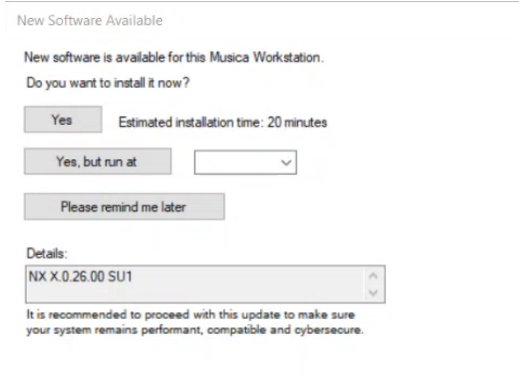 New Software Available
New software is available for this Musica Workstation.
Do you want to install it now?
Yes Estimated installation time: 20 minutes
Yes, but run at
Please remind me later
Details:
NX X.0.26.00 SU1
It is recommended to proceed with this update to make sure
your system remains performant, compatible and cybersecure.